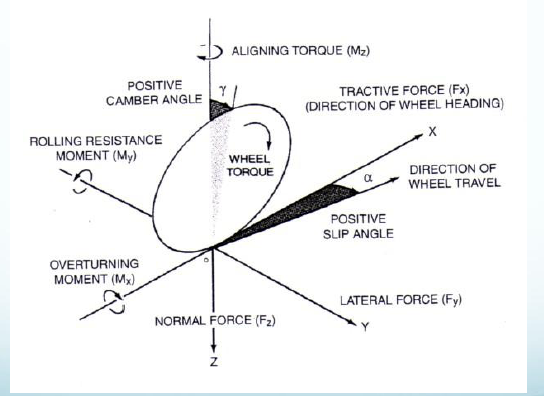 ALIGNING TORQUE (Mz)
POSITIVE
CAMBER ANGLE
γ
TRACTIVE FORCE (Fx)
(DIRECTION OF WHEEL HEADING)
X
ROLLING RESISTANCE
MOMENT (My)
WHEEL
TORQUE
α
DIRECTION OF
WHEEL TRAVEL
POSITIVE
SLIP ANGLE
OVERTURNING
MOMENT (Mx)
o
NORMAL FORCE (Fz)
LATERAL FORCE (Fy)
Y
Z